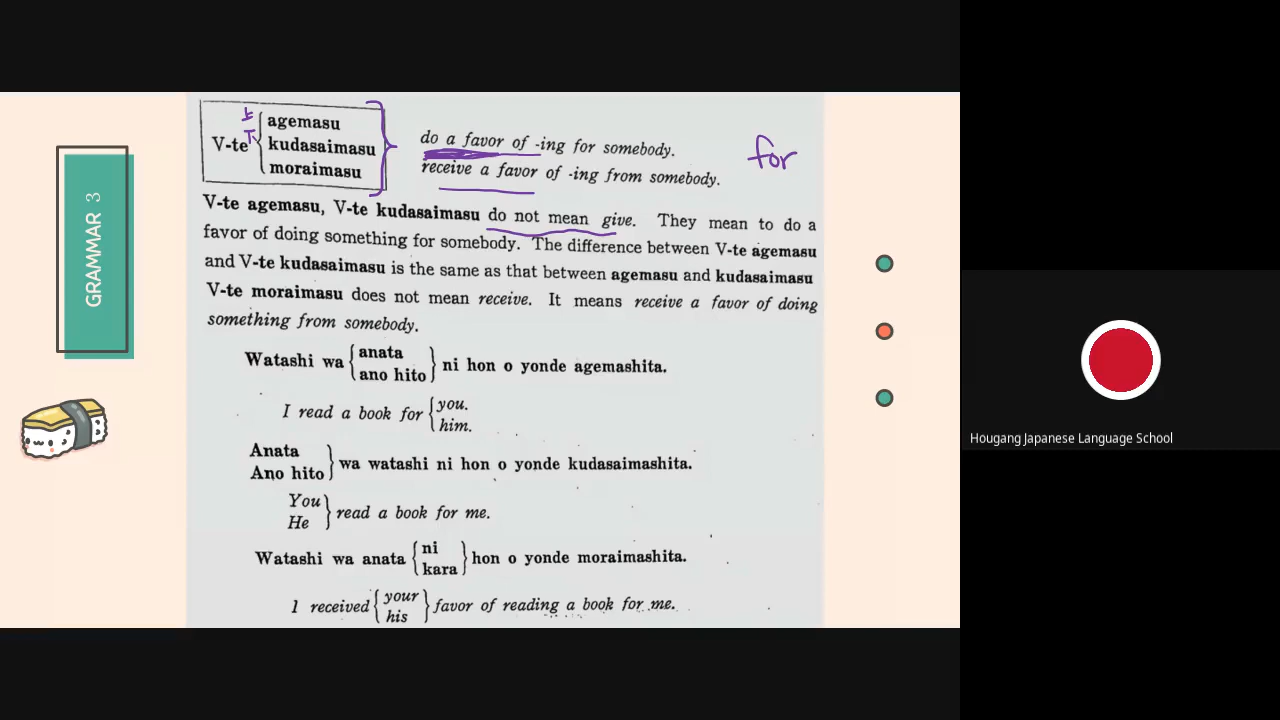 GRAMMAR 3
上
下
V-te { agemasu
kudasaimasu
moraimasu }
do a favor of -ing for somebody.
receive a favor of -ing from somebody.
for
V-te agemasu, V-te kudasaimasu do not mean give. They mean to do a
favor of doing something for somebody. The difference between V-te agemasu
and V-te kudasaimasu is the same as that between agemasu and kudasaimasu
V-te moraimasu does not mean receive. It means receive a favor of doing
something from somebody.
Watashi wa { anata
ano hito } ni hon o yonde agemashita.
I read a book for { you.
him.
Anata
Ano hito } wa watashi ni hon o yonde kudasaimashita.
You
He } read a book for me.
Watashi wa anata { ni
kara } hon o yonde moraimashita.
I received { your
his } favor of reading a book for me.
Hougang Japanese Language School